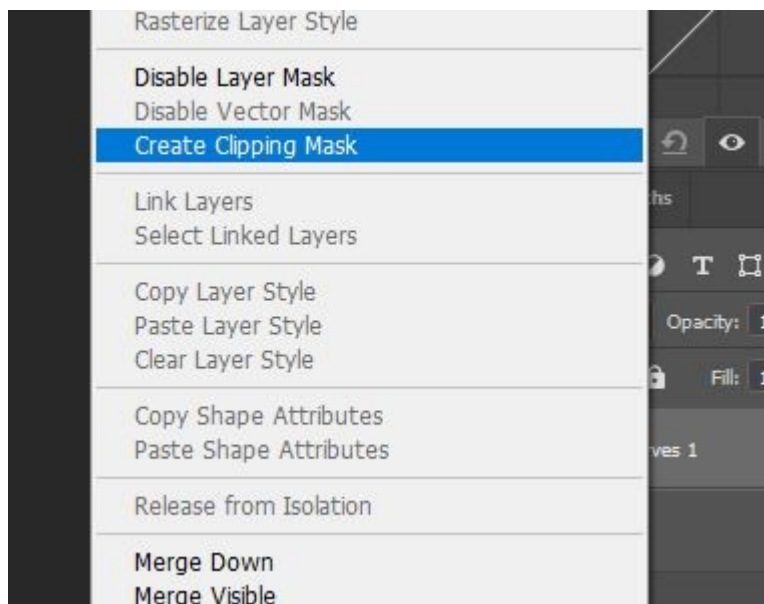 Rasterize Layer Style
Disable Layer Mask
Disable Vector Mask
Create Clipping Mask
Link Layers
Select Linked Layers
Copy Layer Style
Paste Layer Style
Clear Layer Style
Copy Shape Attributes
Paste Shape Attributes
Release from Isolation
Merge Down
Merge Visible
ths
T
Opacity: 1
Fill: 1
ves 1